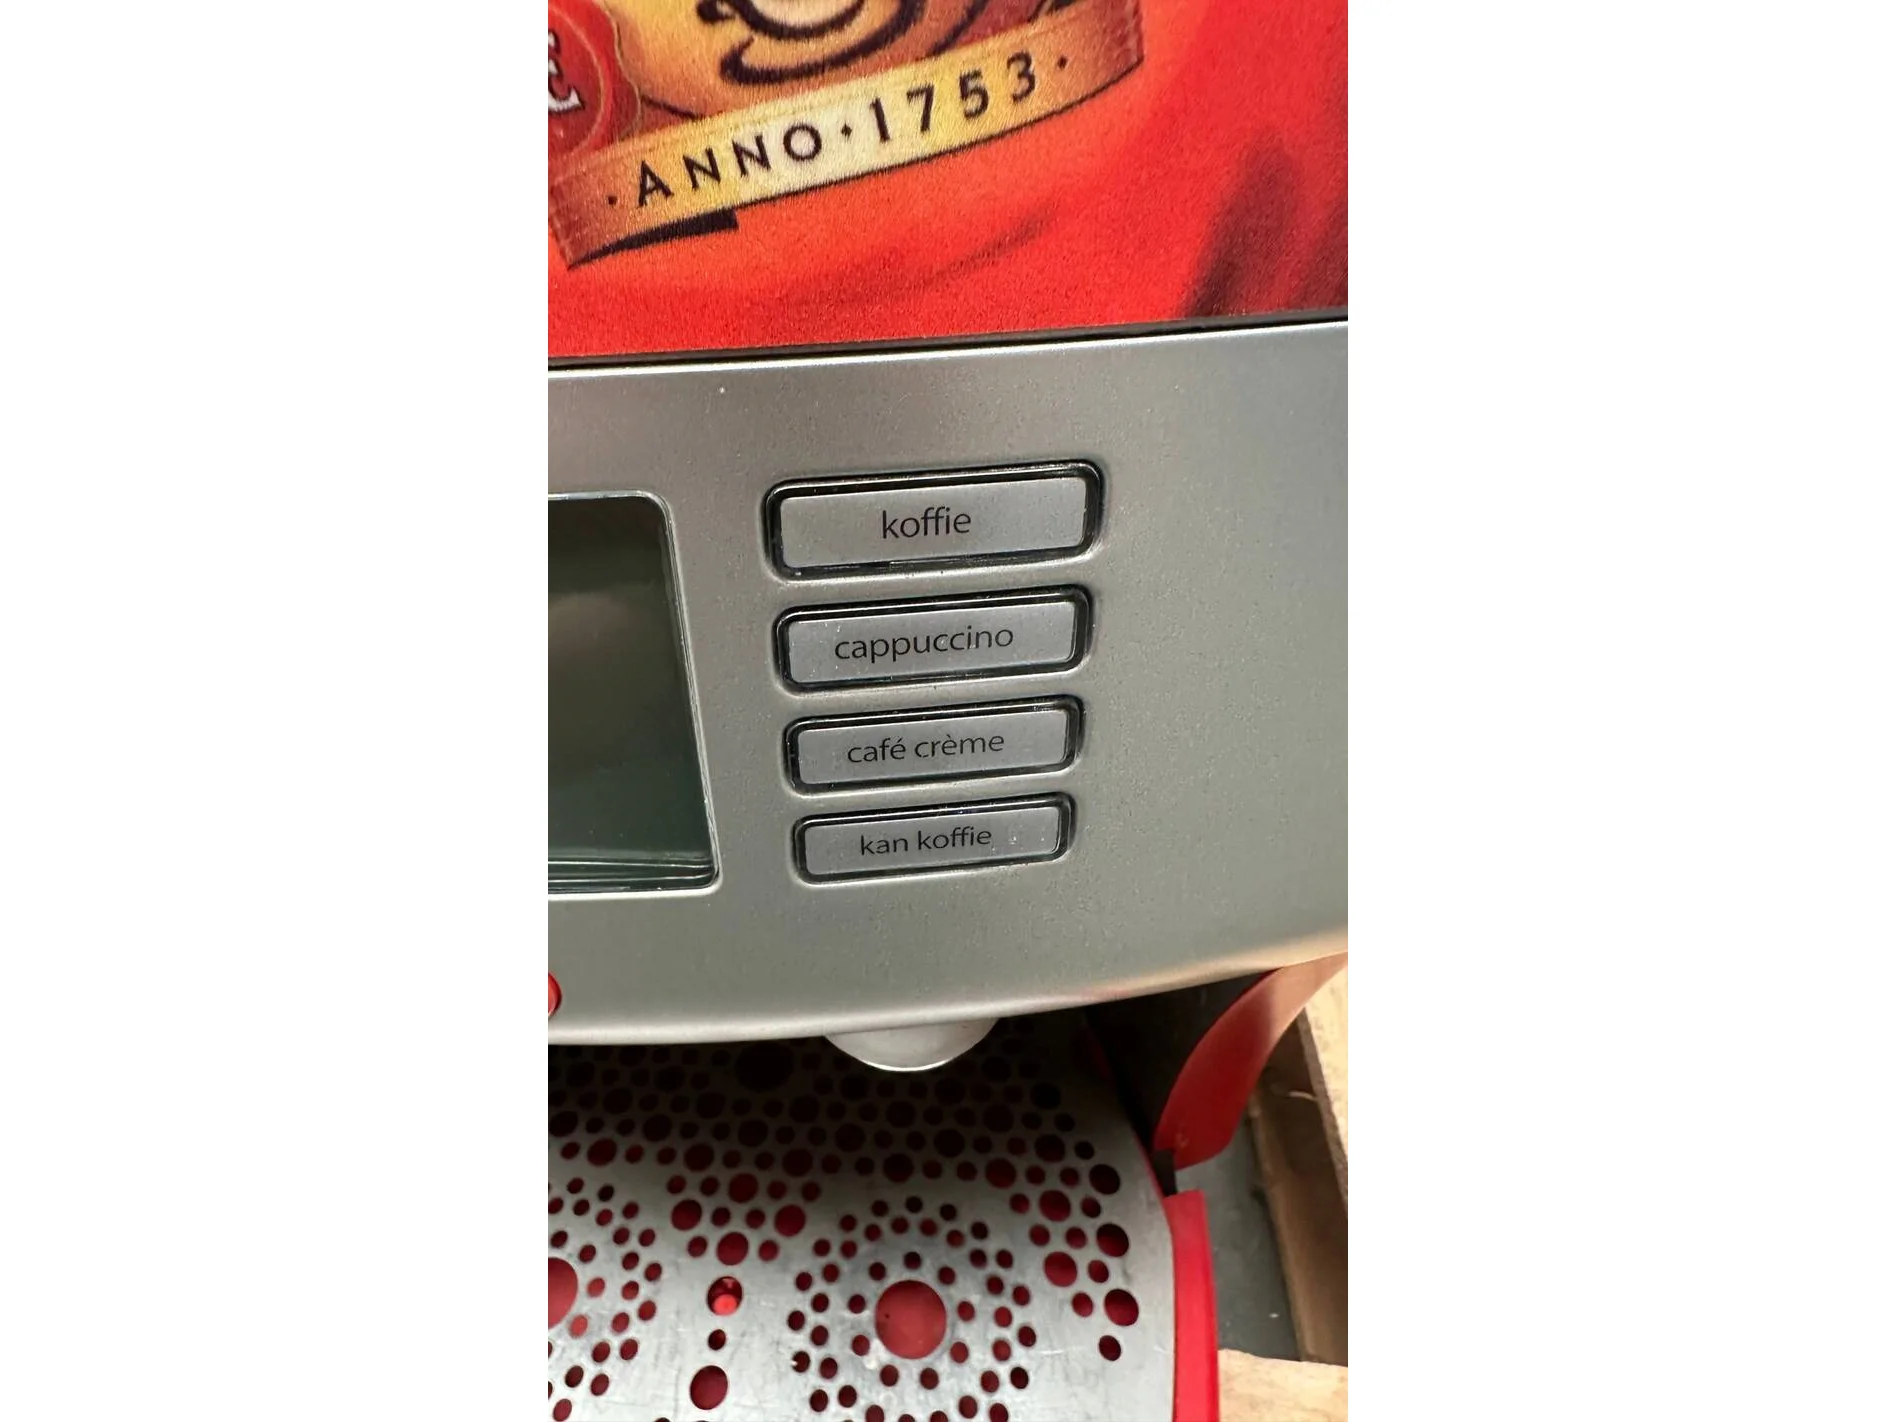 · ANNO · 1753 ·
koffie
cappuccino
café crème
kan koffie